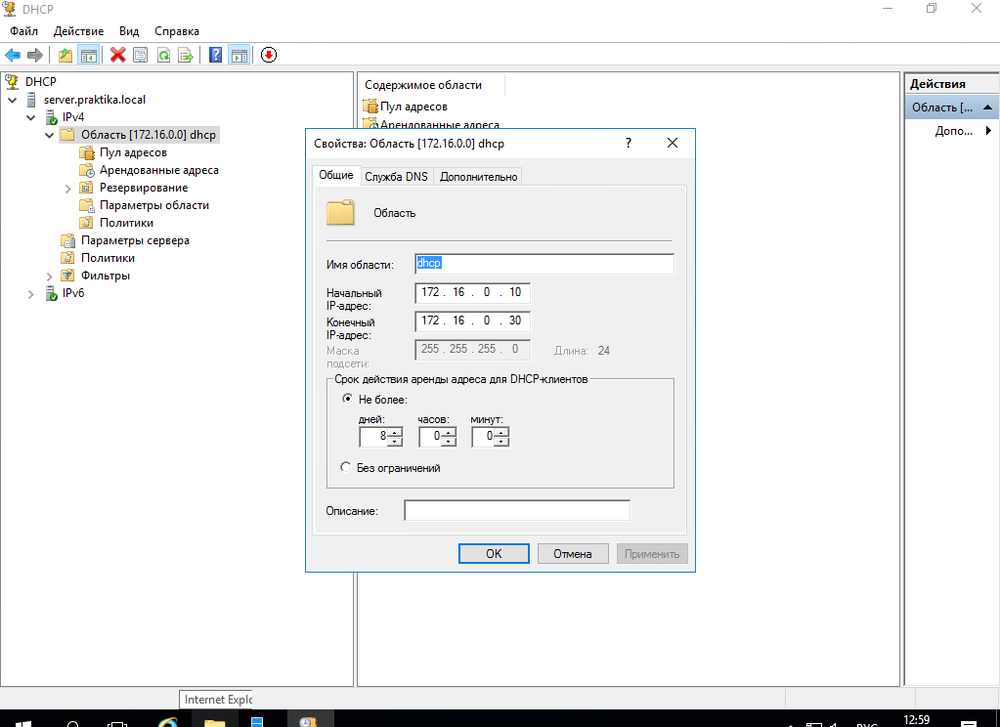 DHCP
Файл Действие Вид Справка
DHCP
server.praktika.local
IPv4
Область [172.16.0.0] dhcp
Пул адресов
Арендованные адреса
Резервирование
Параметры области
Политики
Параметры сервера
Политики
Фильтры
IPv6
Содержимое области
Пул адресов
Арендованные адреса
Действия
Область [...
Допо...
Свойства: Область [172.16.0.0] dhcp
Общие Служба DNS Дополнительно
Область
Имя области: dhcp
Начальный IP-адрес: 172 . 16 . 0 . 10
Конечный IP-адрес: 172 . 16 . 0 . 30
Маска подсети: 255 . 255 . 255 . 0 Длина: 24
Срок действия аренды адреса для DHCP-клиентов
Не более:
дней: часов: минут:
8 0 0
Без ограничений
Описание:
OK Отмена Применить
Internet Explo
12:59